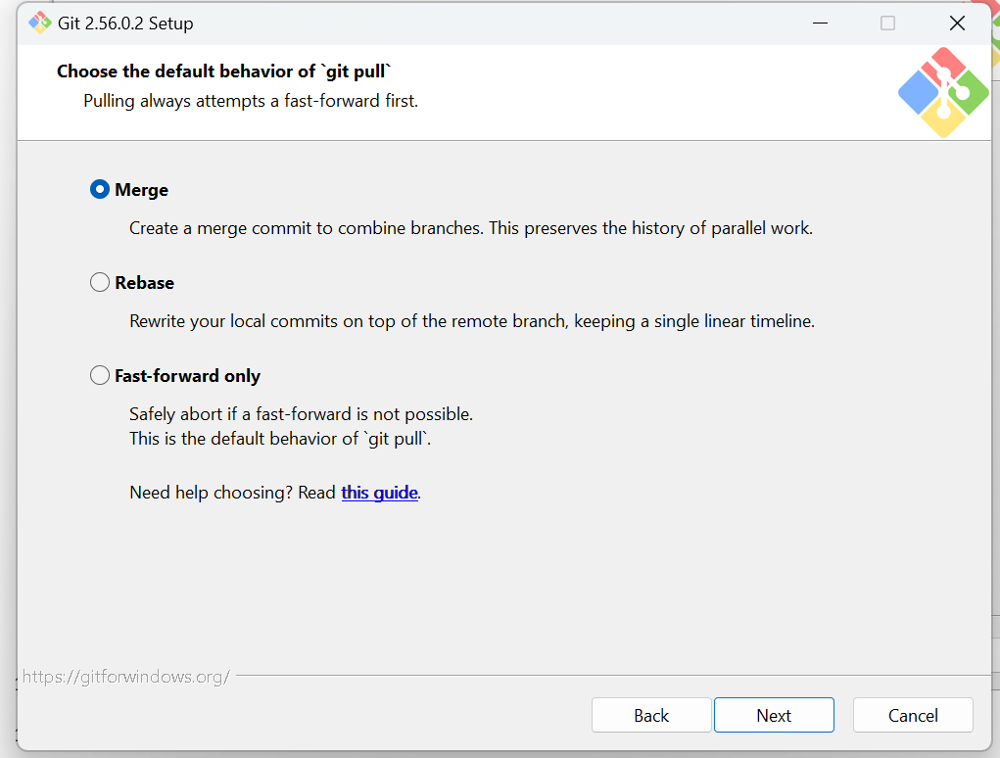 Git 2.56.0.2 Setup
Choose the default behavior of `git pull`
Pulling always attempts a fast-forward first.
Merge
Create a merge commit to combine branches. This preserves the history of parallel work.
Rebase
Rewrite your local commits on top of the remote branch, keeping a single linear timeline.
Fast-forward only
Safely abort if a fast-forward is not possible.
This is the default behavior of `git pull`.
Need help choosing? Read this guide.
https://gitforwindows.org/
Back Next Cancel